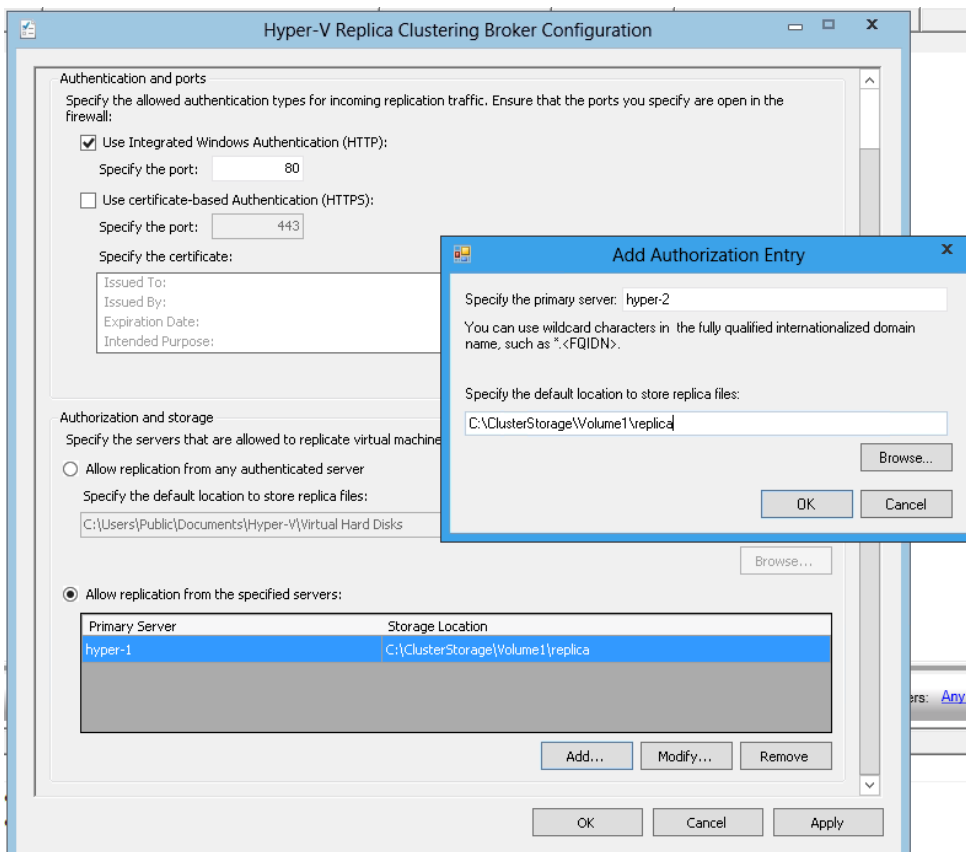 Hyper-V Replica Clustering Broker Configuration
Authentication and ports
Specify the allowed authentication types for incoming replication traffic. Ensure that the ports you specify are open in the
firewall:
Use Integrated Windows Authentication (HTTP):
Specify the port: 80
Use certificate-based Authentication (HTTPS):
Specify the port: 443
Specify the certificate:
Issued To:
Issued By:
Expiration Date:
Intended Purpose:
Authorization and storage
Specify the servers that are allowed to replicate virtual machine
Allow replication from any authenticated server
Specify the default location to store replica files:
C:\Users\Public\Documents\Hyper-V\Virtual Hard Disks
Browse...
Allow replication from the specified servers:
Primary Server Storage Location
hyper-1 C:\ClusterStorage\Volume1\replica
Add... Modify... Remove
OK Cancel Apply
Add Authorization Entry
Specify the primary server: hyper-2
You can use wildcard characters in the fully qualified internationalized domain
name, such as *.<FQIDN>.
Specify the default location to store replica files:
C:\ClusterStorage\Volume1\replica
Browse...
OK Cancel
ers: Any